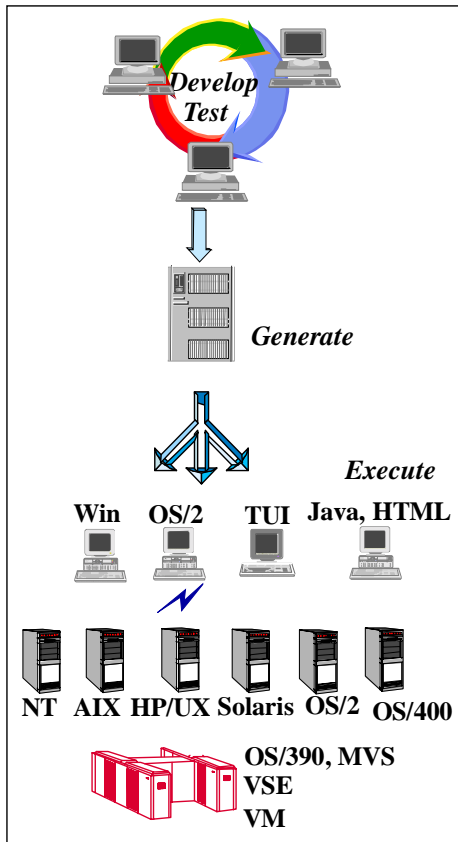 Develop
Test
Generate
Execute
Win OS/2 TUI Java, HTML
NT AIX HP/UX Solaris OS/2 OS/400
OS/390, MVS
VSE
VM